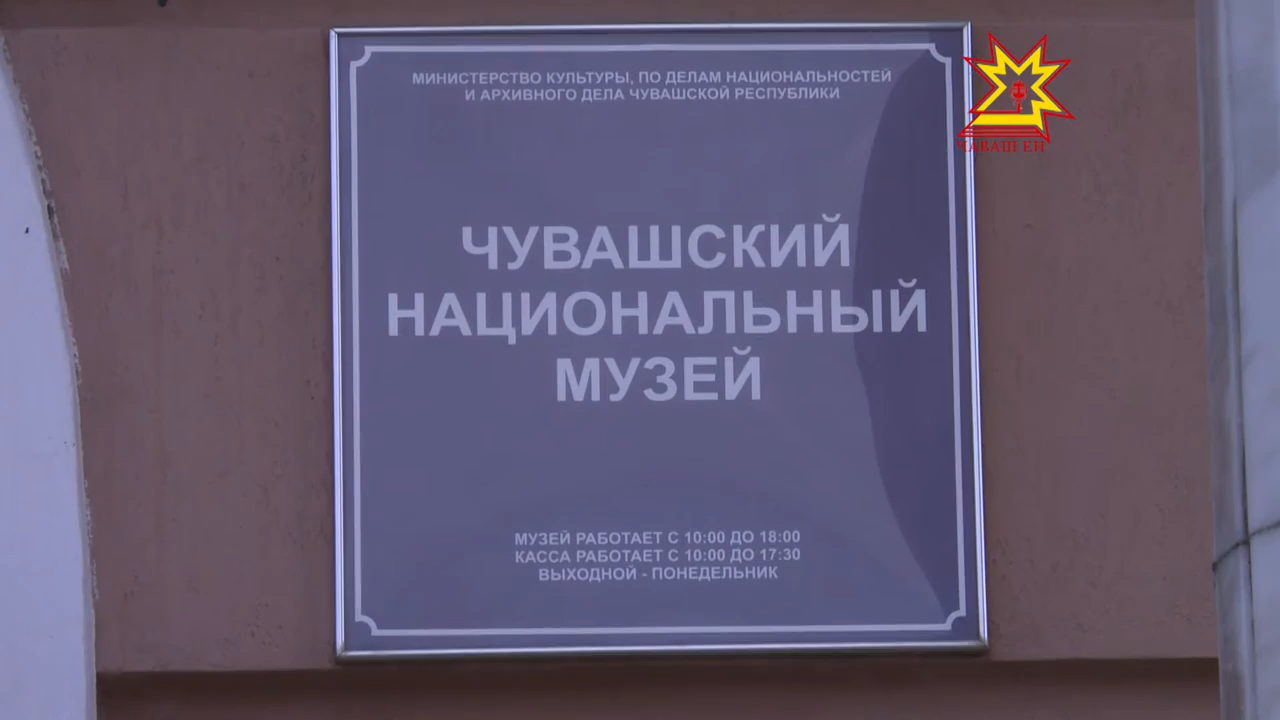 МИНИСТЕРСТВО КУЛЬТУРЫ, ПО ДЕЛАМ НАЦИОНАЛЬНОСТЕЙ
И АРХИВНОГО ДЕЛА ЧУВАШСКОЙ РЕСПУБЛИКИ
ЧАВАШ ЕН
ЧУВАШСКИЙ
НАЦИОНАЛЬНЫЙ
МУЗЕЙ
МУЗЕЙ РАБОТАЕТ С 10:00 ДО 18:00
КАССА РАБОТАЕТ С 10:00 ДО 17:30
ВЫХОДНОЙ - ПОНЕДЕЛЬНИК